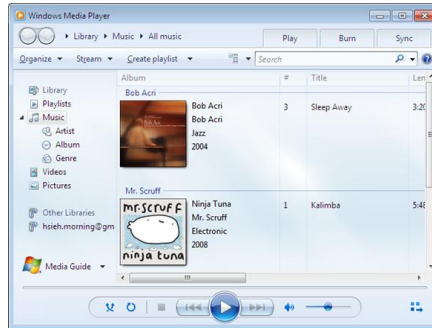 Windows Media Player
Library Music All music Play Burn Sync
Organize Stream Create playlist Search
Album # Title Len
Library
Playlists
Music
Artist
Album
Genre
Videos
Pictures
Other Libraries
hsieh.morning@gm
Media Guide
Bob Acri
Bob Acri 3 Sleep Away 3:20
Bob Acri
Jazz
2004
Mr. Scruff
mr.scruff
ninja tuna
Ninja Tuna 1 Kalimba 5:48
Mr. Scruff
Electronic
2008